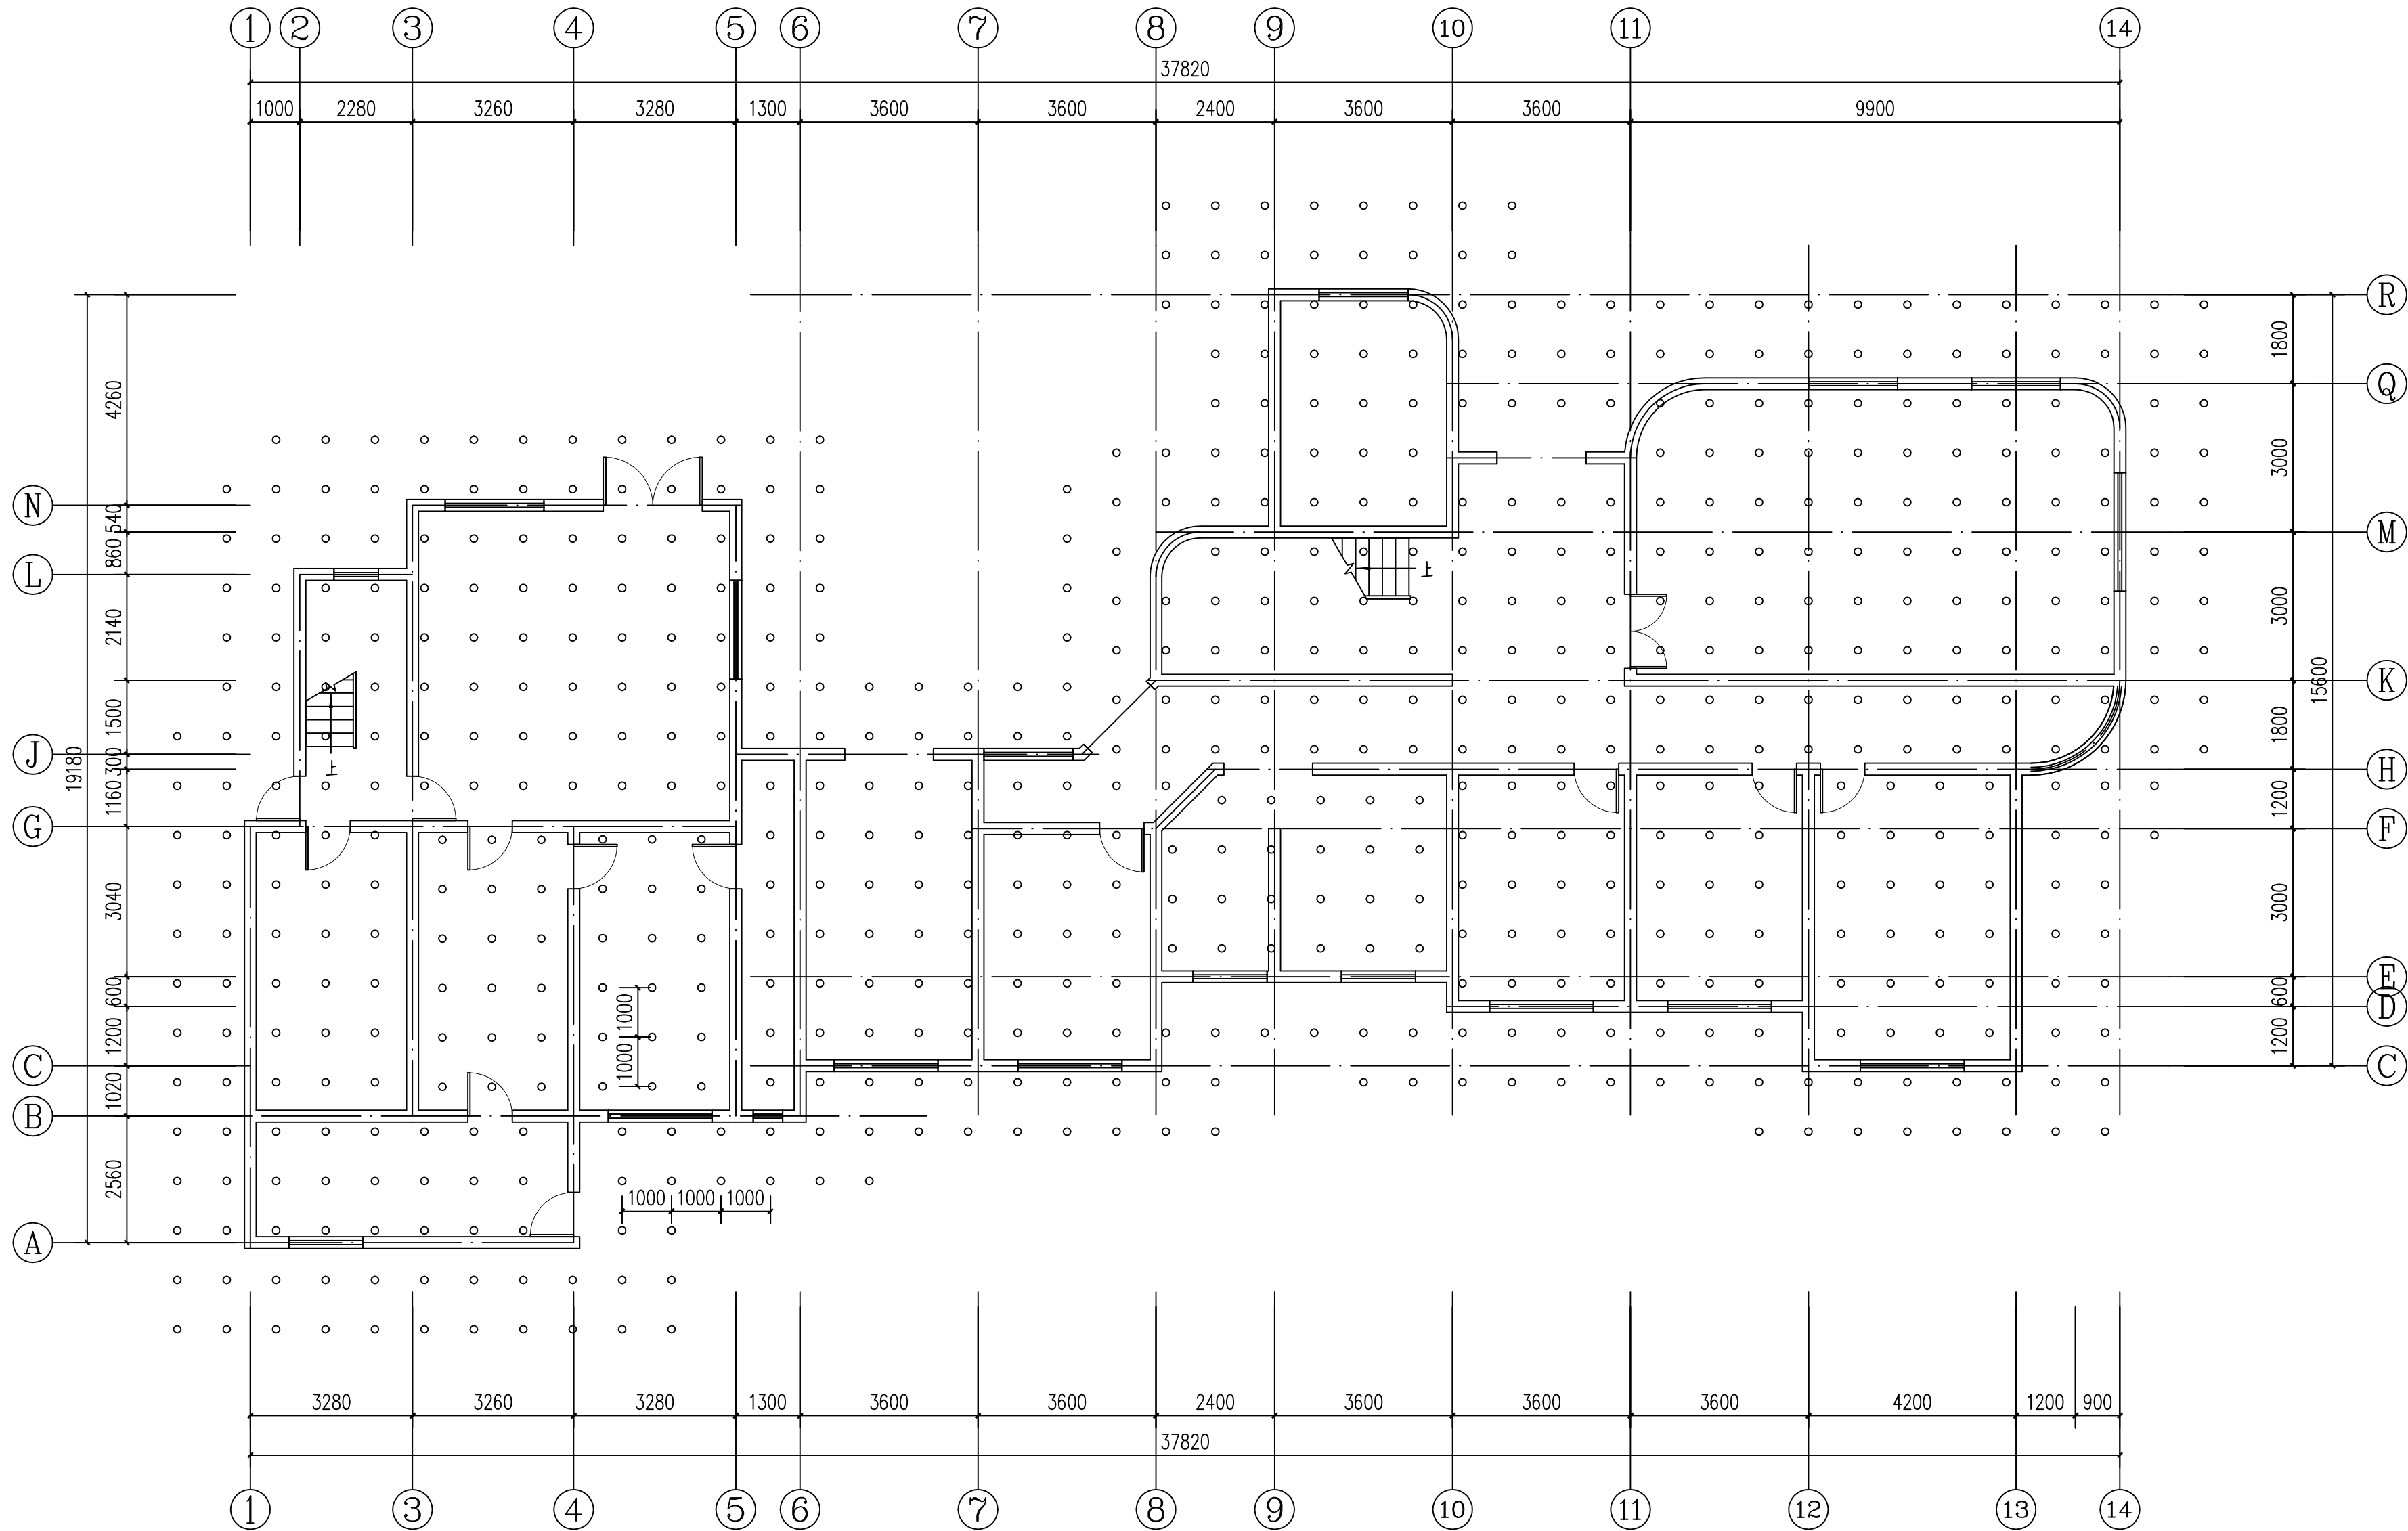 1 2 3 4 5 6 7 8 9 10 11 14
37820
1000 2280 3260 3280 1300 3600 3600 2400 3600 3600 9900
R
1800
Q
4260
3000
N
540
M
860
L
上
2140
3000
K
15600
1500
1800
J
19180
300
上
H
1160
1200
G
F
3040
3000
E
600
600
D
1000
1200
1200
1000
C
C
1020
B
2560
1000 1000 1000
A
3280 3260 3280 1300 3600 3600 2400 3600 3600 3600 4200 1200 900
37820
1 3 4 5 6 7 8 9 10 11 12 13 14